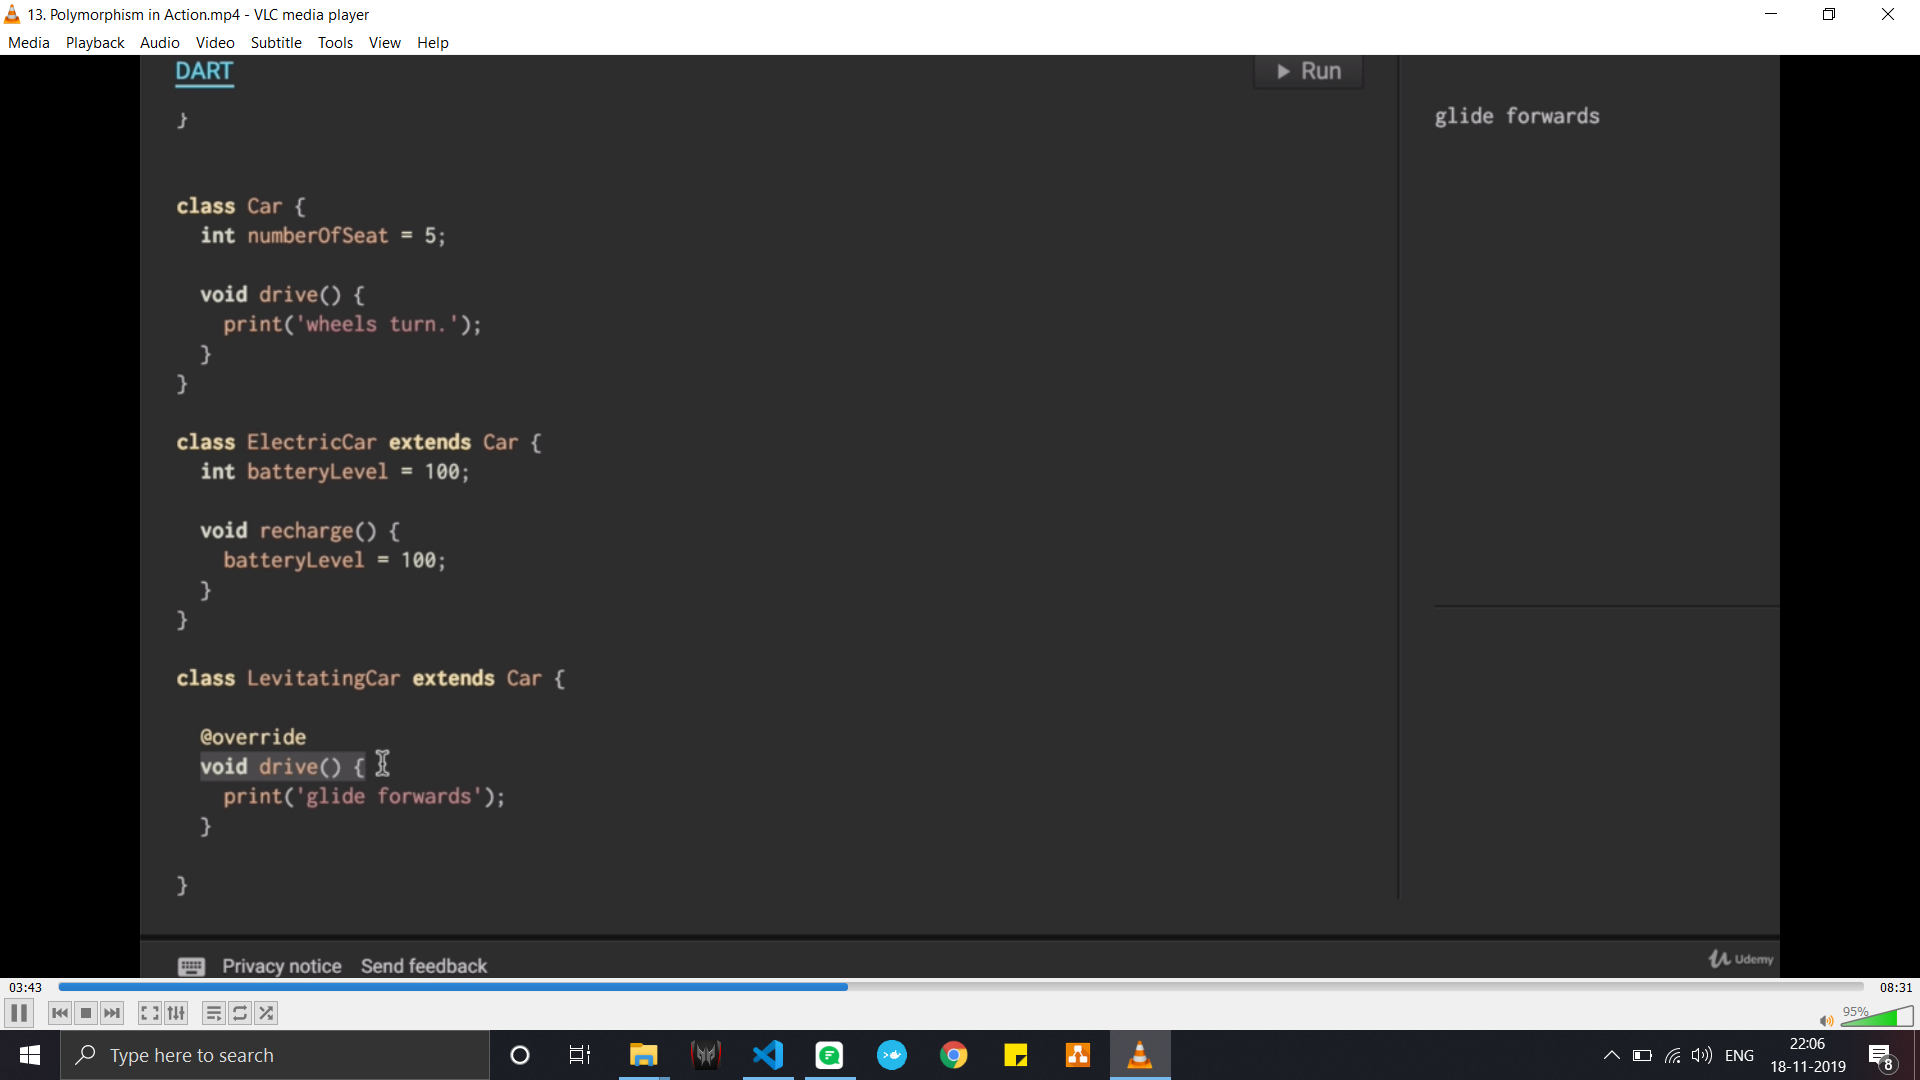 13. Polymorphism in Action.mp4 - VLC media player
Media Playback Audio Video Subtitle Tools View Help
DART
Run
glide forwards
}
class Car {
int numberOfSeat = 5;
void drive() {
print('wheels turn.');
}
}
class ElectricCar extends Car {
int batteryLevel = 100;
void recharge() {
batteryLevel = 100;
}
}
class LevitatingCar extends Car {
@override
void drive() {
print('glide forwards');
}
}
Privacy notice Send feedback
Udemy
03:43
08:31
95%
Type here to search
ENG
22:06
18-11-2019
8